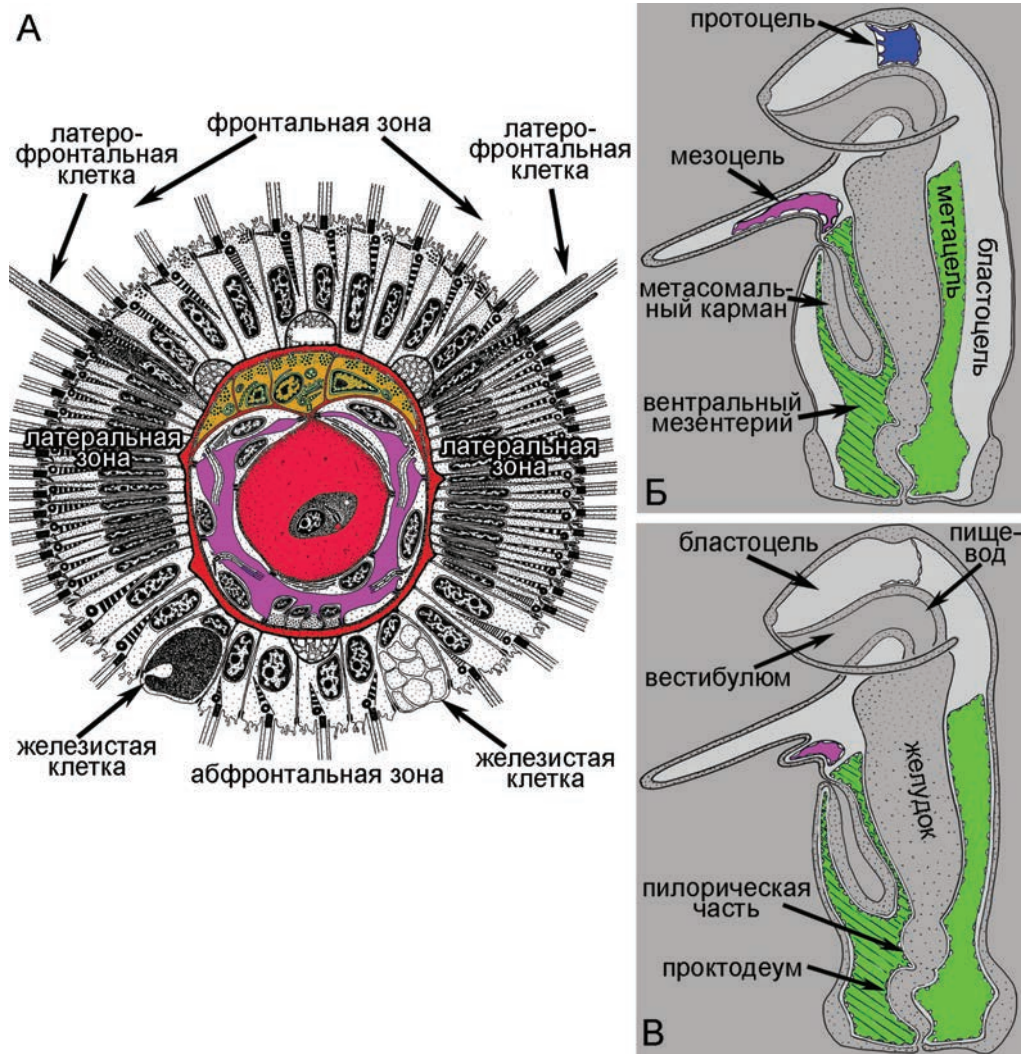 А
латеро-
фронтальная
клетка
фронтальная зона
латеро-
фронтальная
клетка
латеральная
зона
латеральная
зона
железистая
клетка
абфронтальная зона
железистая
клетка
протоцель
мезоцель
метацель
бластоцель
метасомаль-
ный карман
вентральный
мезентерий
Б
бластоцель
пище-
вод
вестибулюм
желудок
пилорическая
часть
проктодеум
В